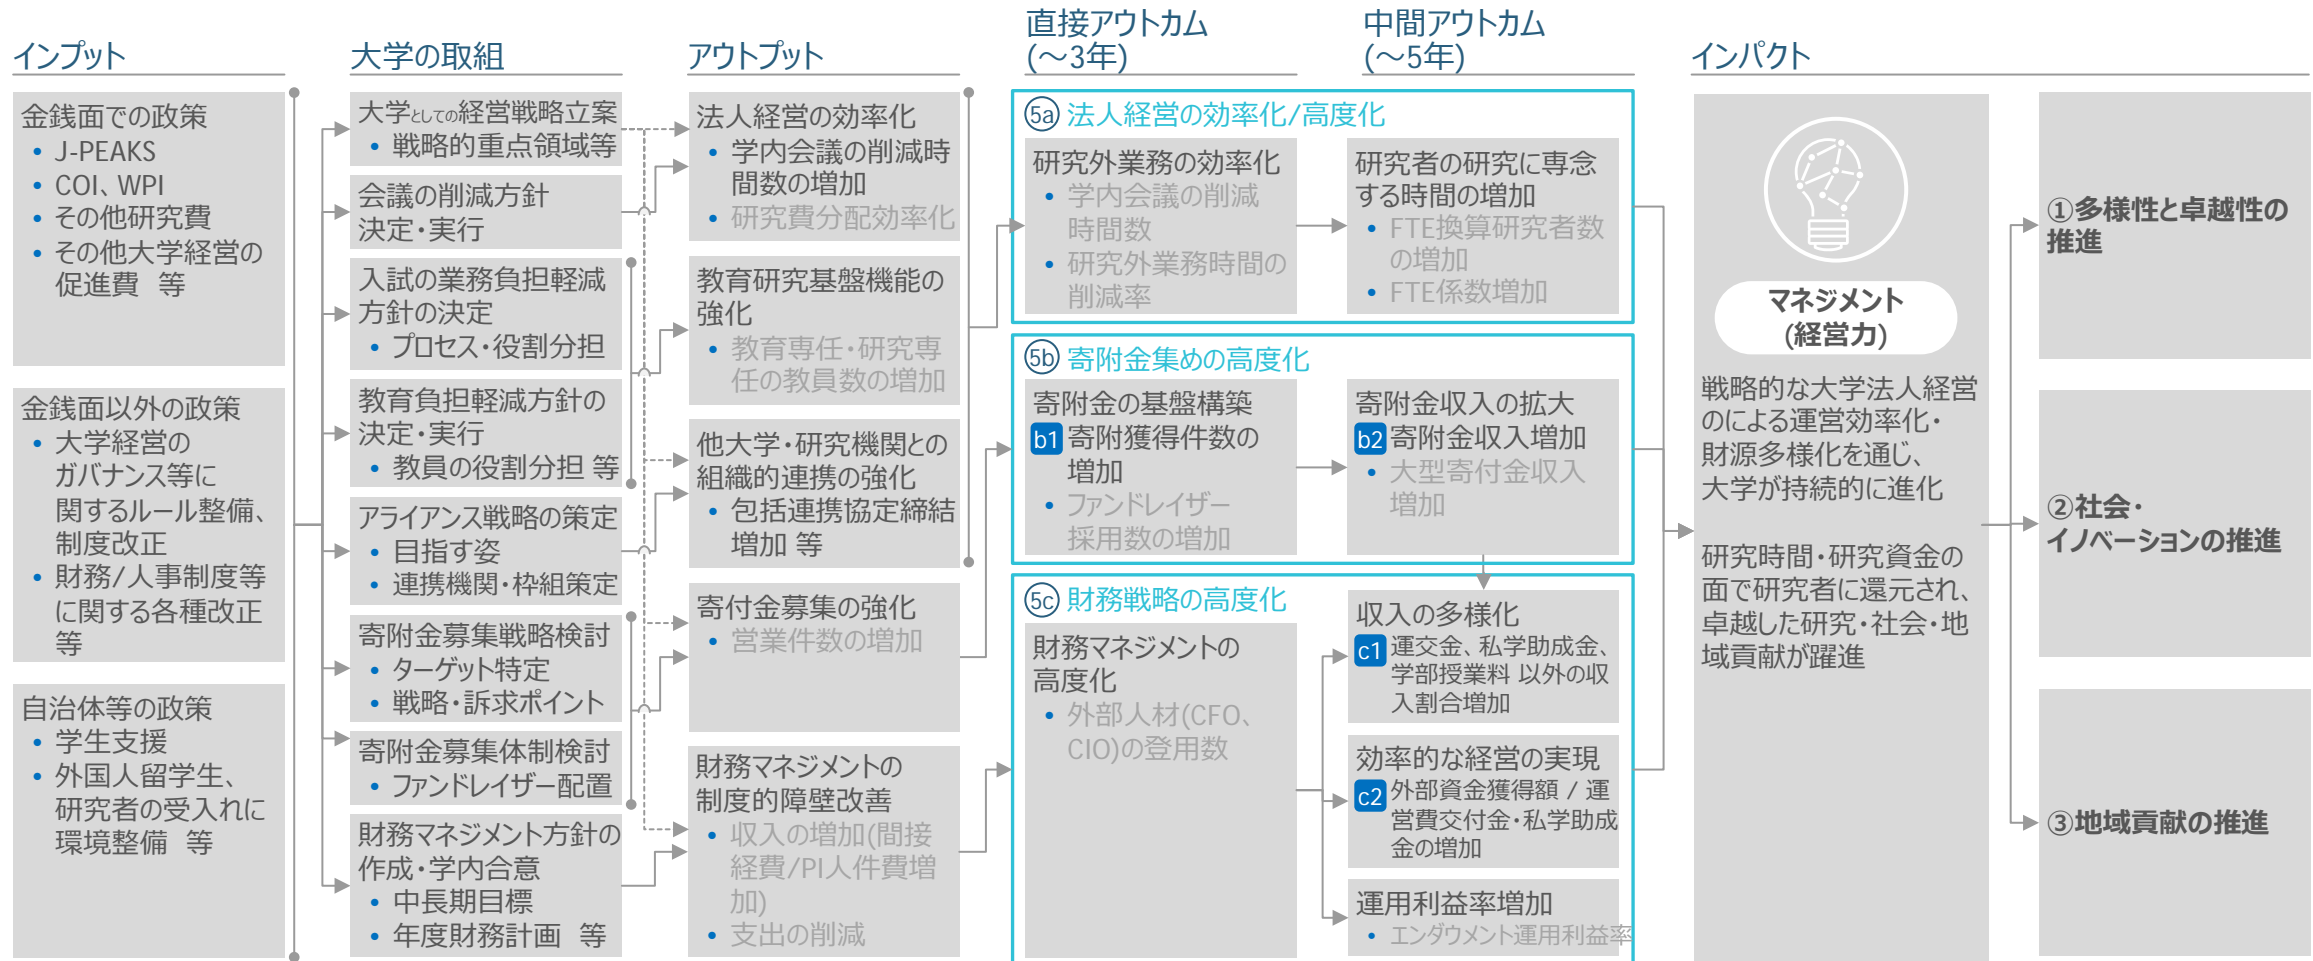 インプット
金銭面での政策
• J-PEAKS
• COI、WPI
• その他研究費
• その他大学経営の
促進費 等
金銭面以外の政策
• 大学経営の
ガバナンス等に
関するルール整備、
制度改正
• 財務/人事制度等
に関する各種改正
等
自治体等の政策
• 学生支援
• 外国人留学生、
研究者の受入れに
環境整備 等
大学の取組
大学としての経営戦略立案
• 戦略的重点領域等
会議の削減方針
決定・実行
入試の業務負担軽減
方針の決定
• プロセス・役割分担
教育負担軽減方針の
決定・実行
• 教員の役割分担 等
アライアンス戦略の策定
• 目指す姿
• 連携機関・枠組策定
寄附金募集戦略検討
• ターゲット特定
• 戦略・訴求ポイント
寄附金募集体制検討
• ファンドレイザー配置
財務マネジメント方針の
作成・学内合意
• 中長期目標
• 年度財務計画 等
アウトプット
法人経営の効率化
• 学内会議の削減時
間数の増加
• 研究費分配効率化
教育研究基盤機能の
強化
• 教育専任・研究専
任の教員数の増加
他大学・研究機関との
組織的連携の強化
• 包括連携協定締結
増加 等
寄付金募集の強化
• 営業件数の増加
財務マネジメントの
制度的障壁改善
• 収入の増加(間接
経費/PI人件費増
加)
• 支出の削減
直接アウトカム
(～3年)
中間アウトカム
(～5年)
5a 法人経営の効率化/高度化
研究外業務の効率化
• 学内会議の削減
時間数
• 研究外業務時間の
削減率
研究者の研究に専念
する時間の増加
• FTE換算研究者数
の増加
• FTE係数増加
5b 寄附金集めの高度化
寄附金の基盤構築
b1 寄附獲得件数の
増加
• ファンドレイザー
採用数の増加
寄附金収入の拡大
b2 寄附金収入増加
• 大型寄付金収入
増加
5c 財務戦略の高度化
財務マネジメントの
高度化
• 外部人材(CFO、
CIO)の登用数
収入の多様化
c1 運交金、私学助成金、
学部授業料 以外の収
入割合増加
効率的な経営の実現
c2 外部資金獲得額 / 運
営費交付金・私学助成
金の増加
運用利益率増加
• エンダウメント運用利益率
インパクト
マネジメント
(経営力)
戦略的な大学法人経営
のによる運営効率化・
財源多様化を通じ、
大学が持続的に進化
研究時間・研究資金の
面で研究者に還元され、
卓越した研究・社会・地
域貢献が躍進
①多様性と卓越性の
推進
②社会・
イノベーションの推進
③地域貢献の推進